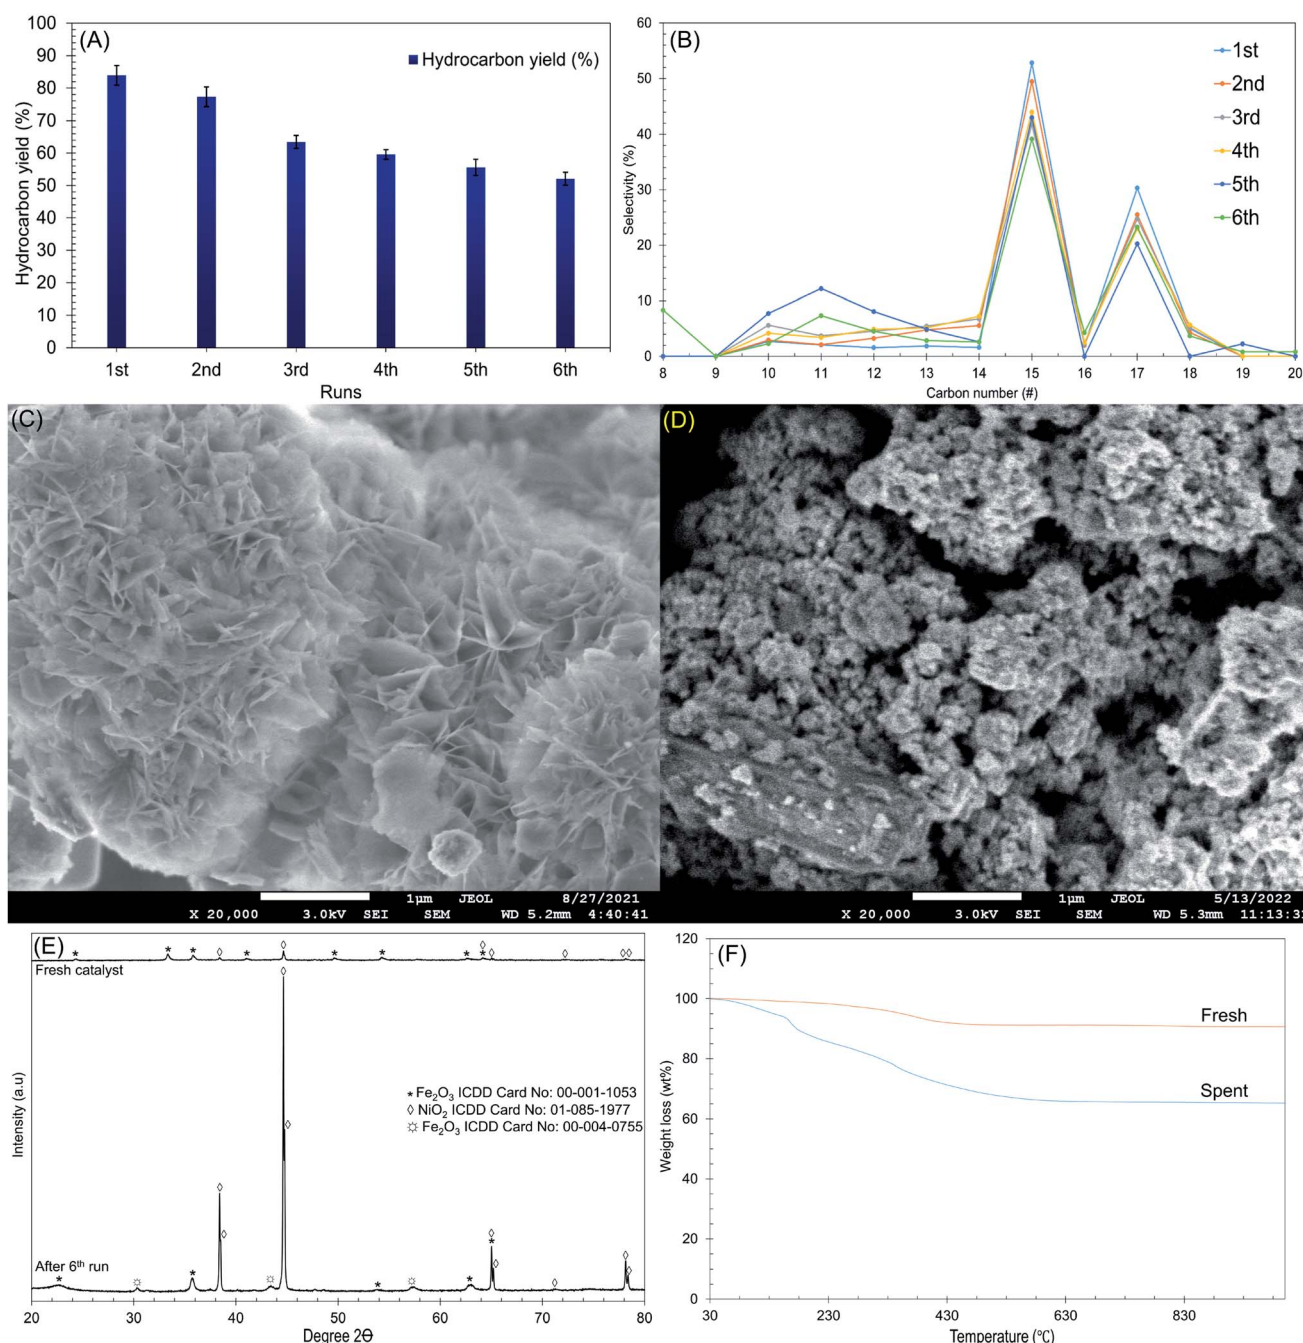 (A)
Hydrocarbon yield (%)
Hydrocarbon yield (%)
100
90
80
70
60
50
40
30
20
10
0
1st 2nd 3rd 4th 5th 6th
Runs
(B)
Selectivity (%)
60
50
40
30
20
10
0
1st
2nd
3rd
4th
5th
6th
8 9 10 11 12 13 14 15 16 17 18 19 20
Carbon number (#)
(C)
1μm JEOL 8/27/2021
X 20,000 3.0kV SEI SEM WD 5.2mm 4:40:41
(D)
1μm JEOL 5/13/2022
X 20,000 3.0kV SEI SEM WD 5.3mm
(E)
Fresh catalyst
Intensity (a.u)
* Fe₂O₃ ICDD Card No: 00-001-1053
◊ NiO₂ ICDD Card No: 01-085-1977
☼ Fe₂O₃ ICDD Card No: 00-004-0755
After 6th run
20 30 40 50 60 70 80
Degree 2Ɵ
(F)
Weight loss (wt%)
120
100
80
60
40
20
0
Fresh
Spent
30 230 430 630 830
Temperature (℃)